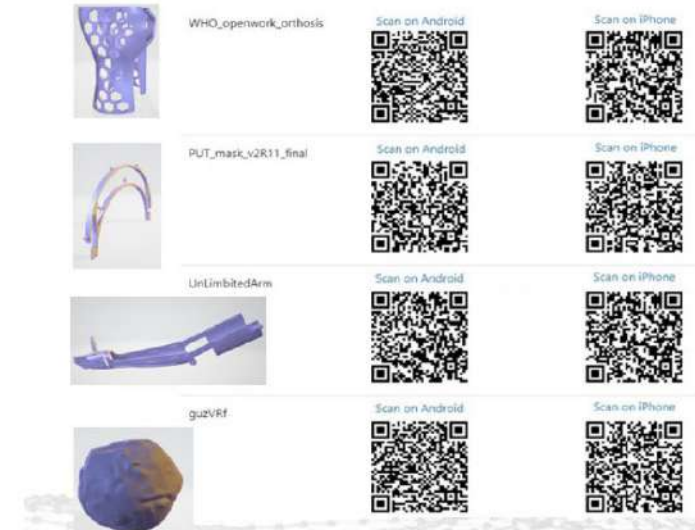 WHO_openwork_orthosis
Scan on Android
Scan on iPhone
PUT_mask_v2R11_final
Scan on Android
Scan on iPhone
UnLimbitedArm
Scan on Android
Scan on iPhone
guzVRf
Scan on Android
Scan on iPhone